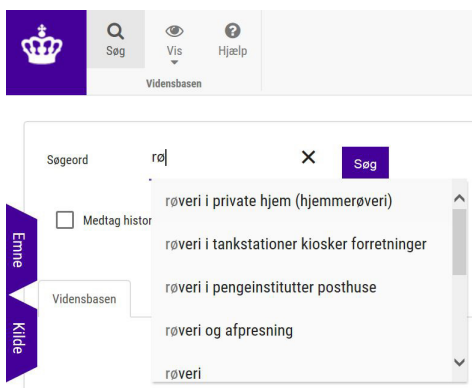 Søg
Vis
Hjælp
Vidensbasen
Søgeord
rø
Søg
Medtag histor
røveri i private hjem (hjemmerøveri)
røveri i tankstationer kiosker forretninger
røveri i pengeinstitutter posthuse
røveri og afpresning
røveri
Emne
Kilde
Vidensbasen